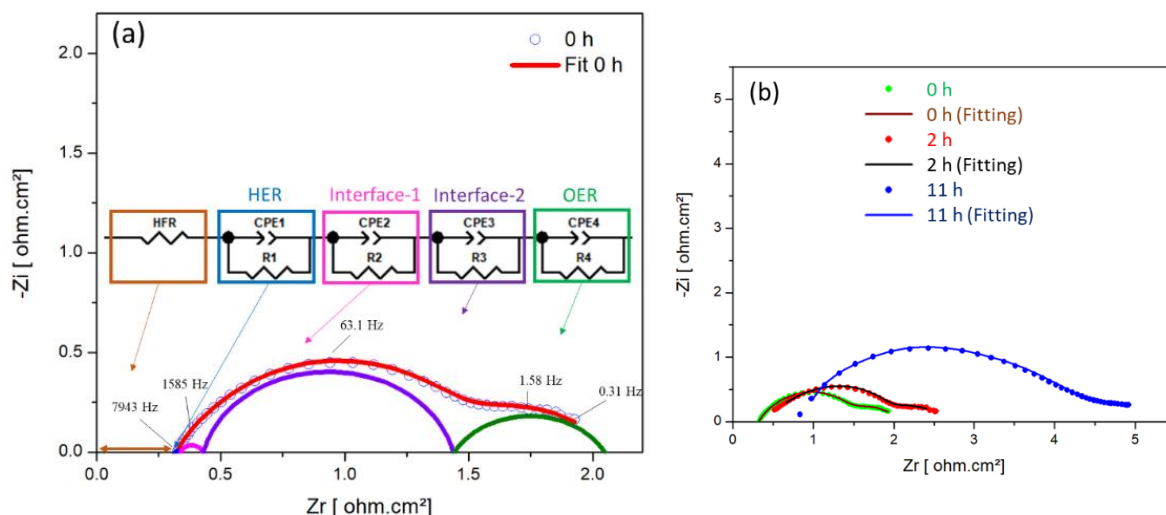 (a)
0 h
Fit 0 h
2.0
1.5
1.0
0.5
0.0
-Zi [ ohm.cm²]
HER
Interface-1
Interface-2
OER
HFR
CPE1
CPE2
CPE3
CPE4
R1
R2
R3
R4
63.1 Hz
1585 Hz
7943 Hz
1.58 Hz
0.31 Hz
0.0 0.5 1.0 1.5 2.0
Zr [ ohm.cm²]
(b)
0 h
0 h (Fitting)
2 h
2 h (Fitting)
11 h
11 h (Fitting)
5
4
3
2
1
0
-Zi [ ohm.cm²]
0 1 2 3 4 5
Zr [ ohm.cm²]